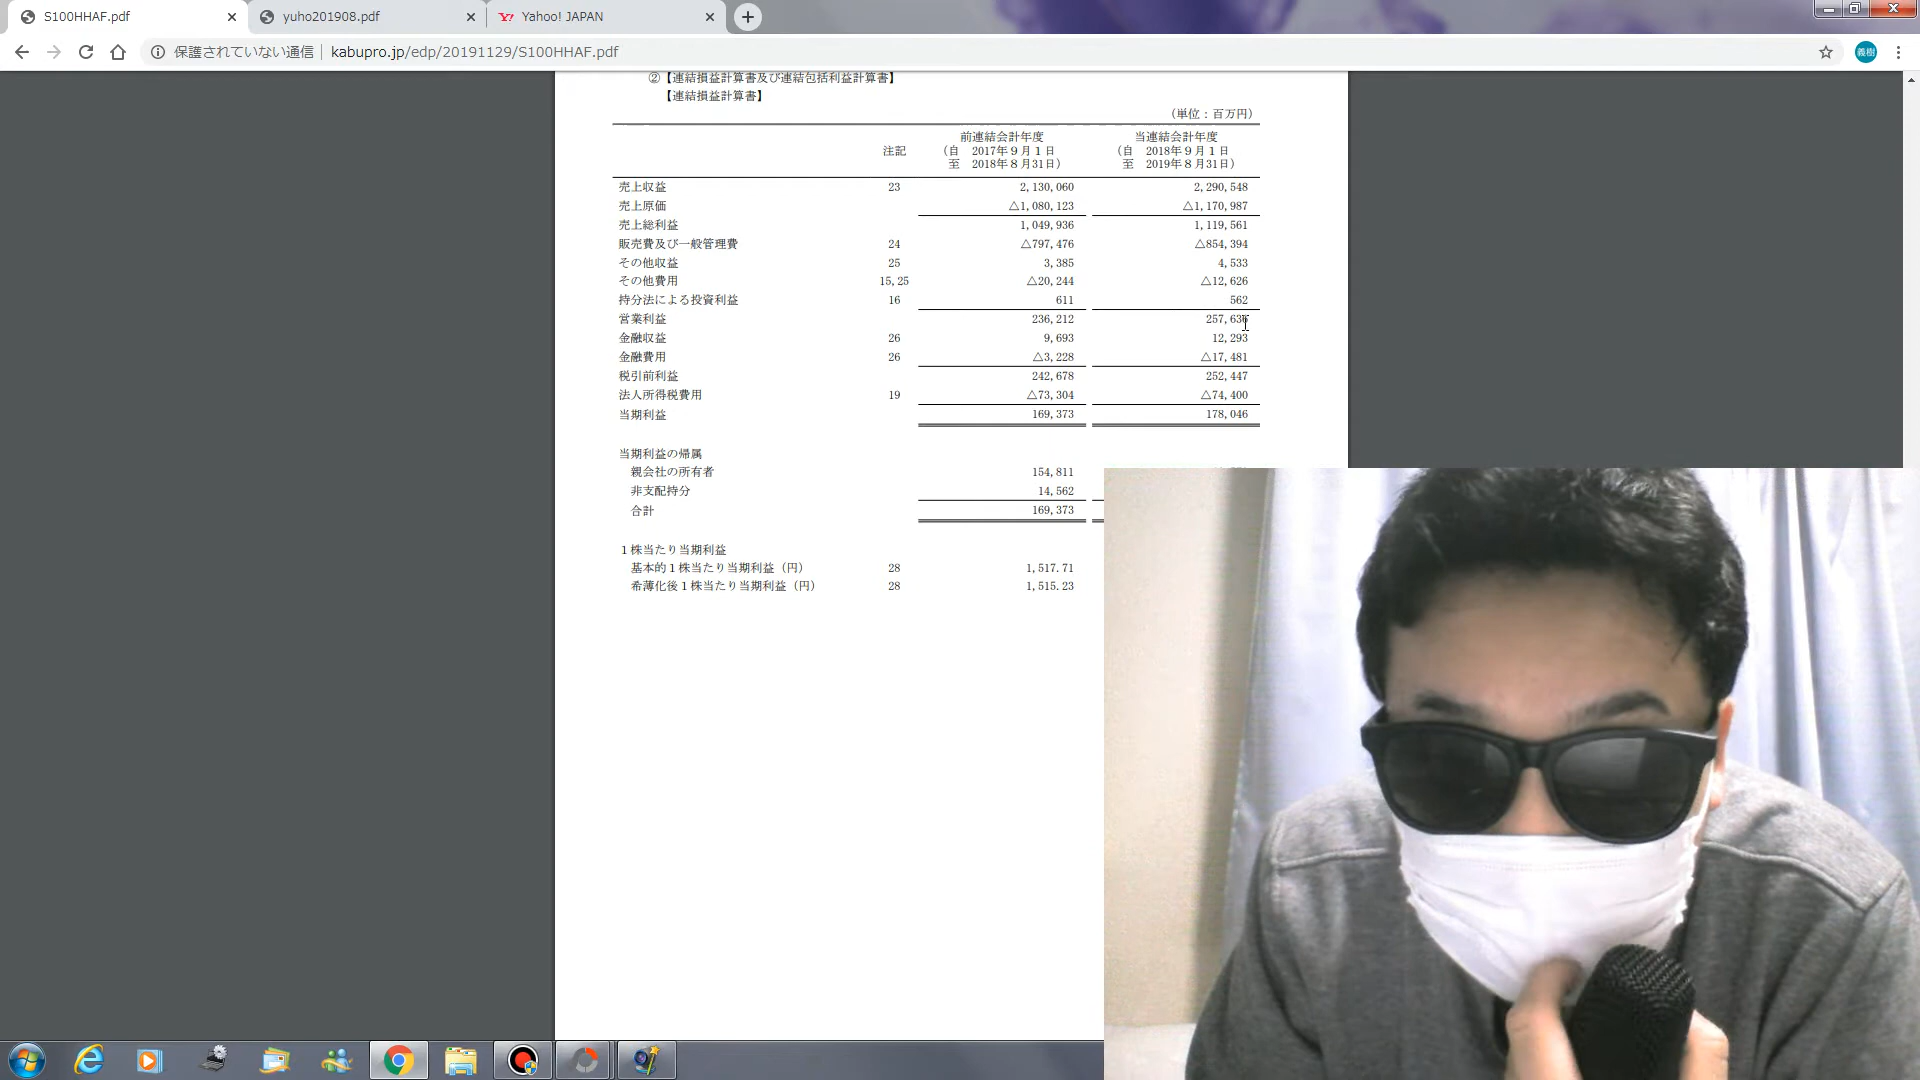 S100HHAF.pdf
yuho201908.pdf
Yahoo! JAPAN
保護されていない通信 | kabupro.jp/edp/20191129/S100HHAF.pdf
義樹
②【連結損益計算書及び連結包括利益計算書】
【連結損益計算書】
(単位：百万円)
注記 前連結会計年度 当連結会計年度
(自 2017年９月１日 (自 2018年９月１日
至 2018年８月31日) 至 2019年８月31日)
売上収益 23 2,130,060 2,290,548
売上原価 △1,080,123 △1,170,987
売上総利益 1,049,936 1,119,561
販売費及び一般管理費 24 △797,476 △854,394
その他収益 25 3,385 4,533
その他費用 15,25 △20,244 △12,626
持分法による投資利益 16 611 562
営業利益 236,212 257,636
金融収益 26 9,693 12,293
金融費用 26 △3,228 △17,481
税引前利益 242,678 252,447
法人所得税費用 19 △73,304 △74,400
当期利益 169,373 178,046
当期利益の帰属
親会社の所有者 154,811
非支配持分 14,562
合計 169,373
１株当たり当期利益
基本的１株当たり当期利益（円） 28 1,517.71
希薄化後１株当たり当期利益（円） 28 1,515.23